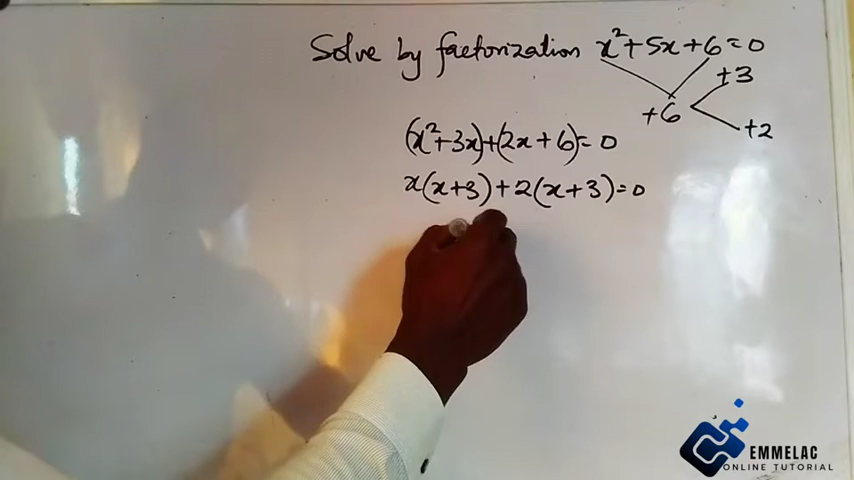 Solve by factorization x²+5x+6=0
+3
+6
+2
(x²+3x)+(2x+6)=0
x(x+3)+2(x+3)=0
EMMELAC
ONLINE TUTORIAL